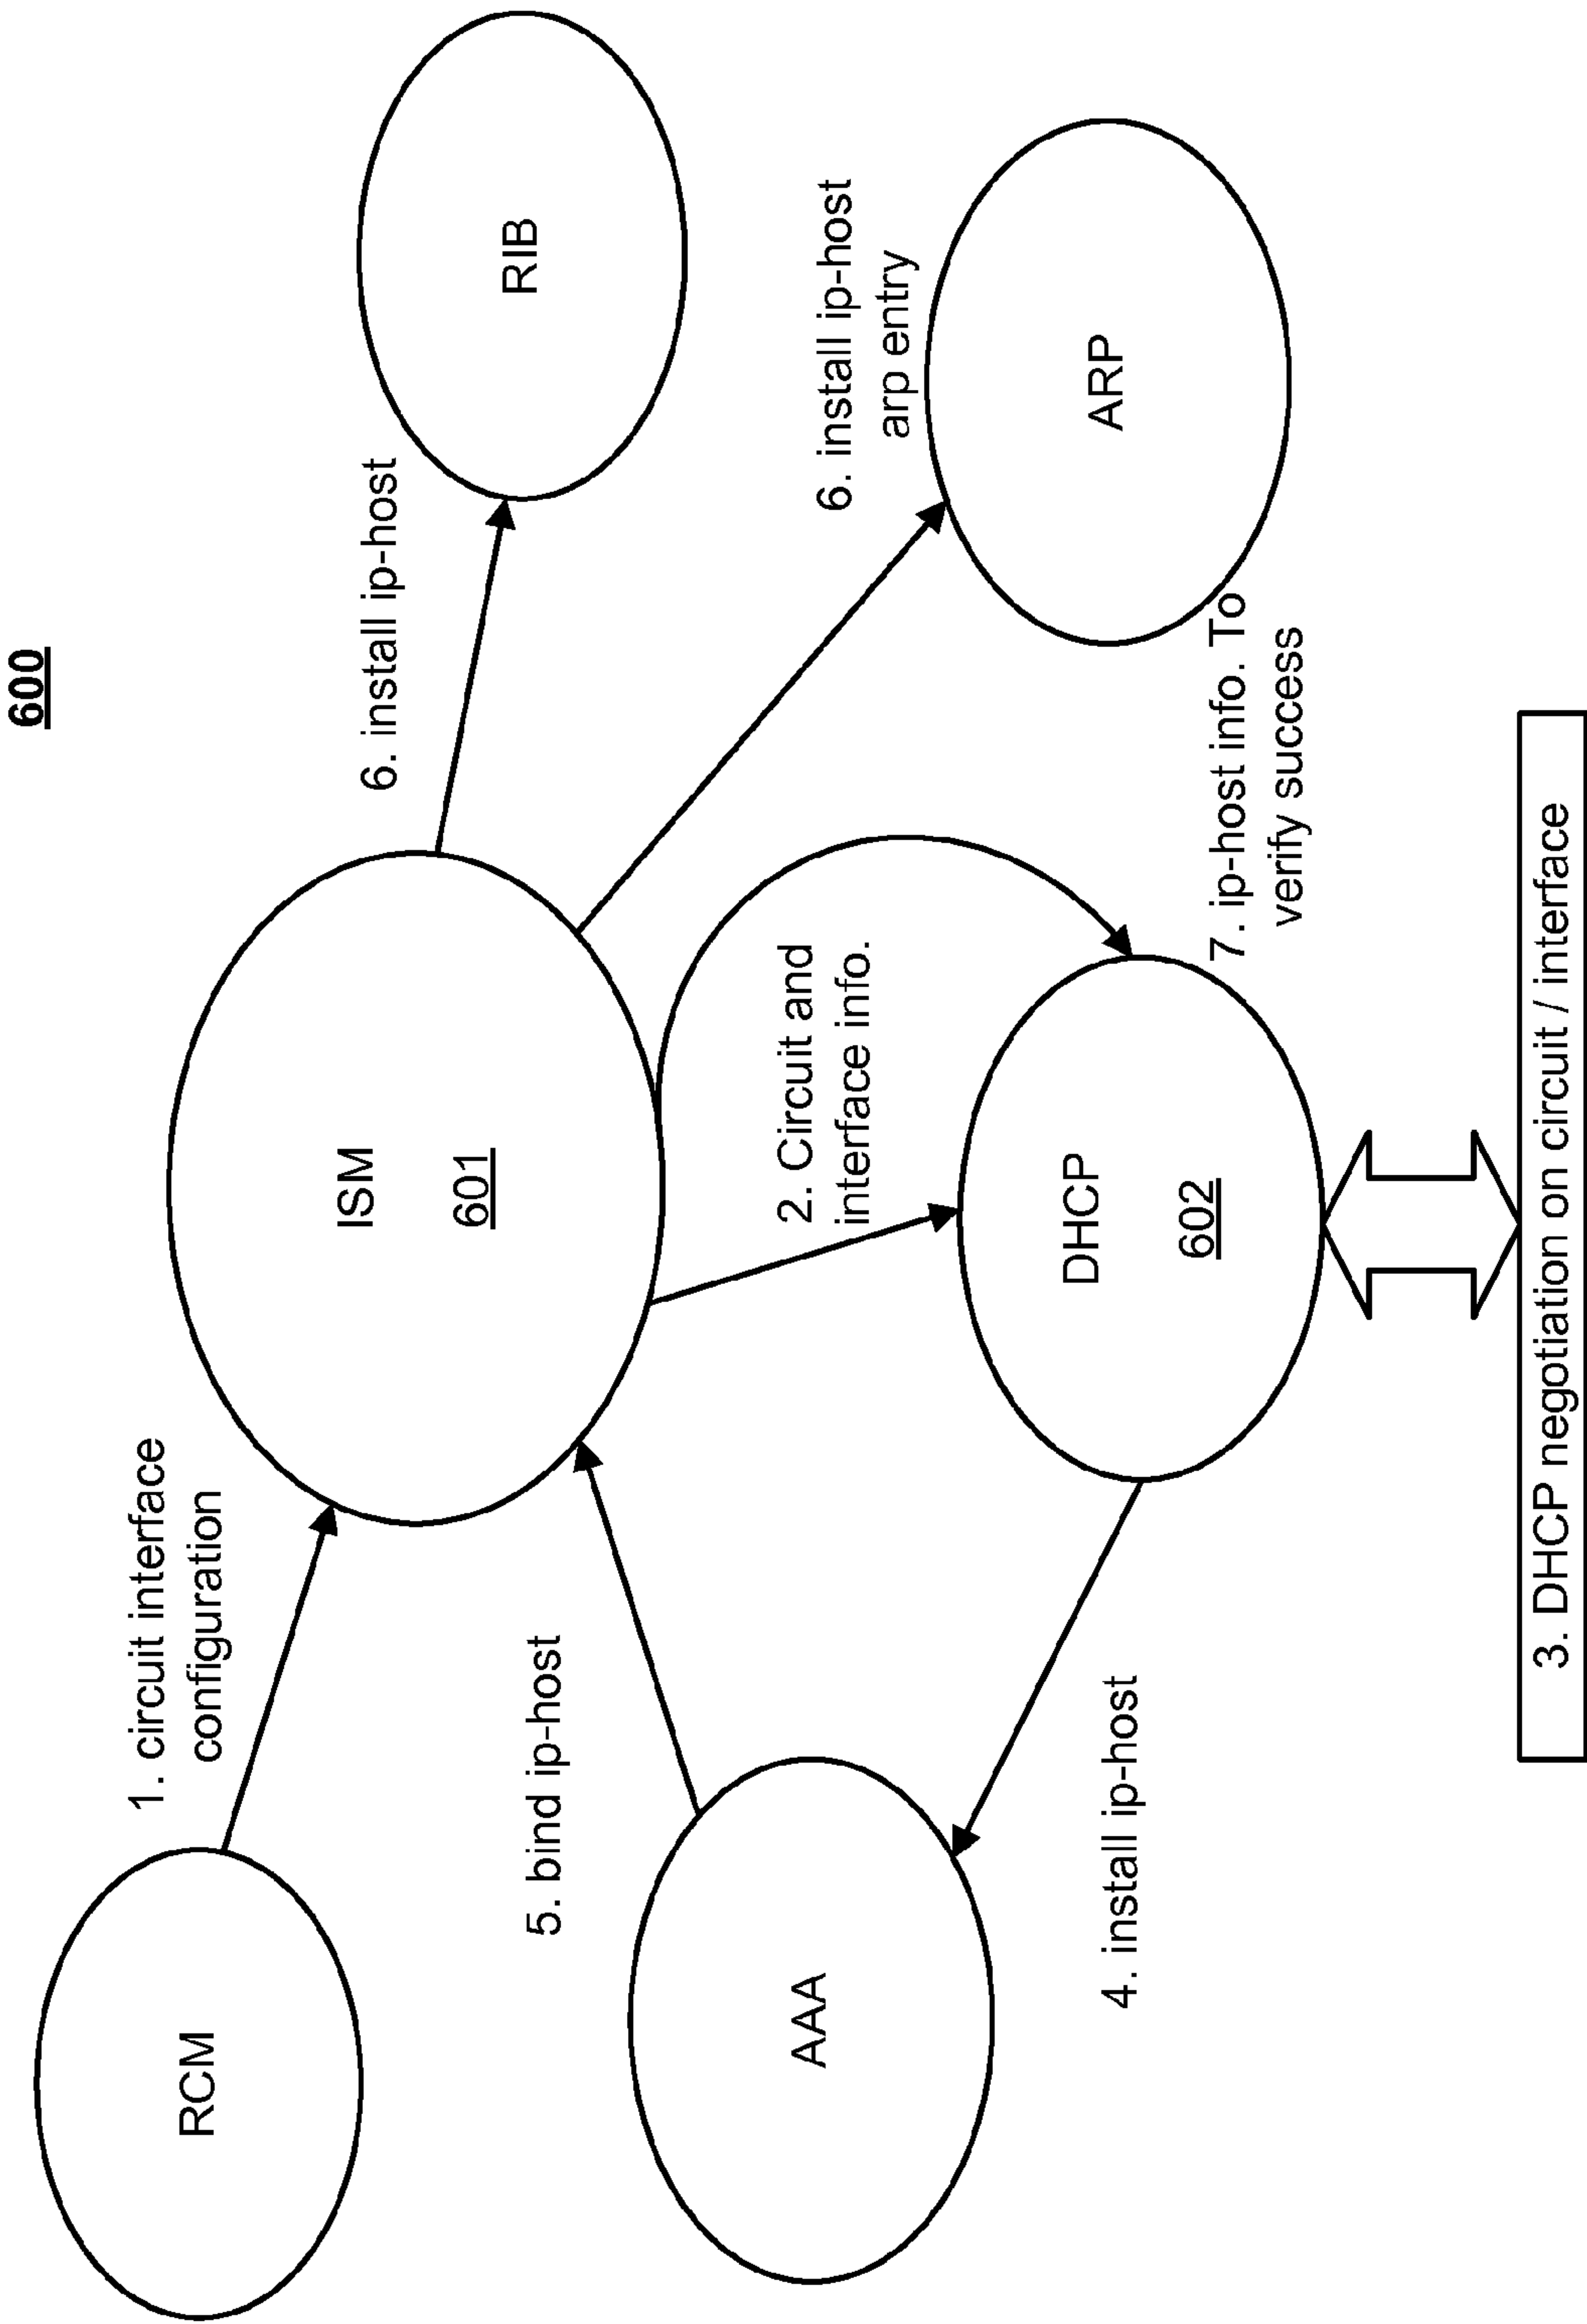 600
RCM
1. circuit interface
configuration
ISM
601
6. install ip-host
RIB
5. bind ip-host
2. Circuit and
interface info.
6. install ip-host
arp entry
AAA
DHCP
602
ARP
4. install ip-host
7. ip-host info. To
verify success
3. DHCP negotiation on circuit / interface